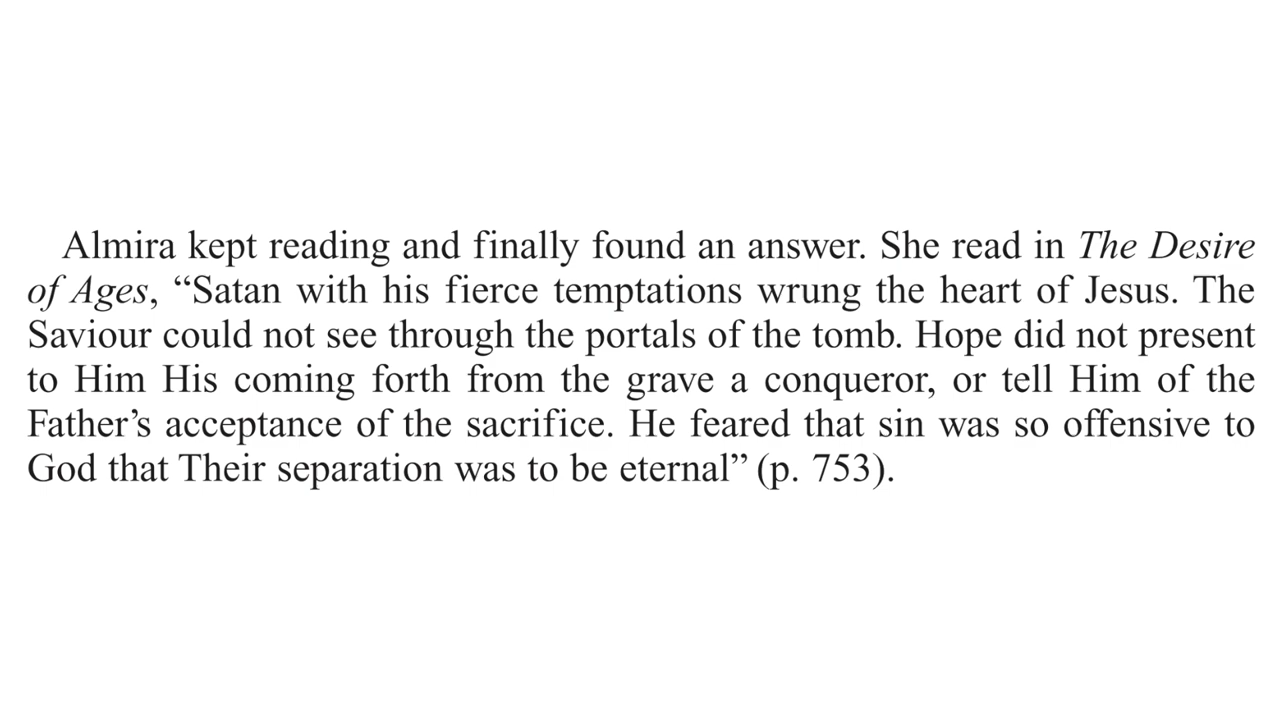 Almira kept reading and finally found an answer. She read in The Desire
of Ages, “Satan with his fierce temptations wrung the heart of Jesus. The
Saviour could not see through the portals of the tomb. Hope did not present
to Him His coming forth from the grave a conqueror, or tell Him of the
Father’s acceptance of the sacrifice. He feared that sin was so offensive to
God that Their separation was to be eternal” (p. 753).